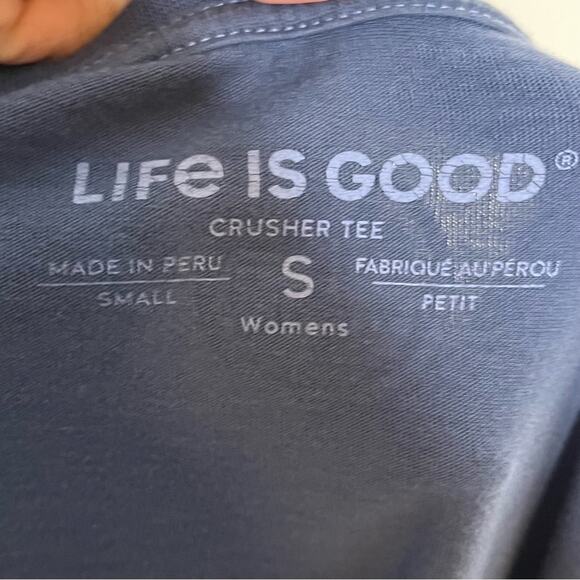 LIFe IS GOOD®
CRUSHER TEE
MADE IN PERU S FABRIQUÉ AU PÉROU
SMALL PETIT
Womens